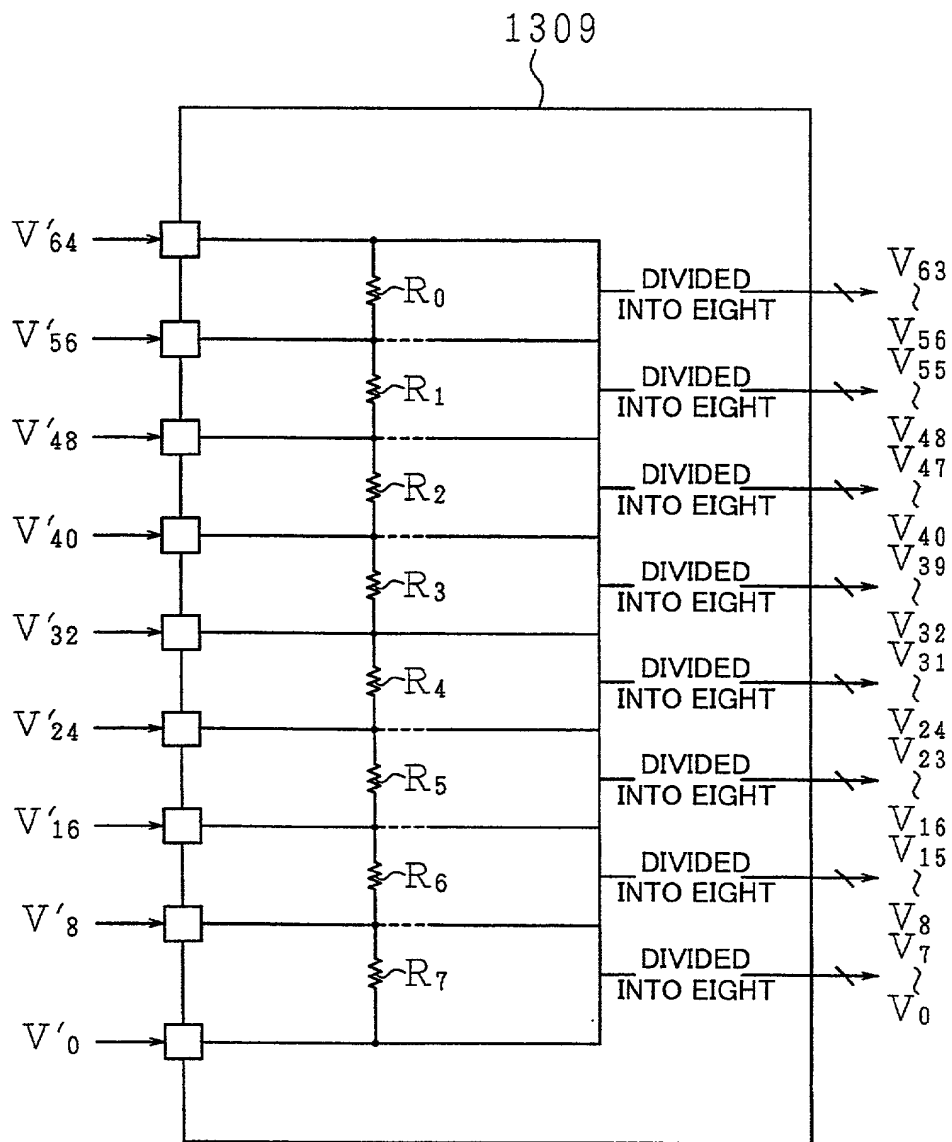 1309
V'64
R0
DIVIDED
INTO EIGHT
V63
~
V56
V'56
R1
DIVIDED
INTO EIGHT
V55
~
V48
V'48
R2
DIVIDED
INTO EIGHT
V47
~
V40
V'40
R3
DIVIDED
INTO EIGHT
V39
~
V32
V'32
R4
DIVIDED
INTO EIGHT
V31
~
V24
V'24
R5
DIVIDED
INTO EIGHT
V23
~
V16
V'16
R6
DIVIDED
INTO EIGHT
V15
~
V8
V'8
R7
DIVIDED
INTO EIGHT
V7
~
V0
V'0